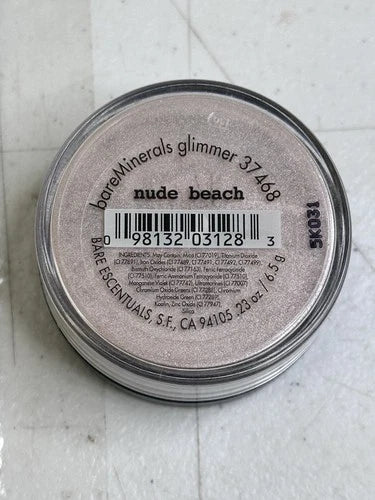 bareMinerals glimmer 37468
nude beach
0 98132 03128 3
5K031
INGREDIENTS: May Contain: Mica (CI 77019), Titanium Dioxide
(CI 77891), Iron Oxides (CI 77489, CI 77491, CI 77492, CI 77499),
Bismuth Oxychloride (CI 77163), Ferric Ferrocyanide
(CI 77510), Ferric Ammonium Ferrocyanide (CI 77510),
Manganese Violet (CI 77742), Ultramarines (CI 77007)
Chromium Oxide Greens (CI 77288), Chromium
Hydroxide Green (CI 77289),
Kaolin, Zinc Oxide (CI 77947),
Silica.
BARE ESCENTUALS, S.F., CA 94105 .23 oz / 6.5 g